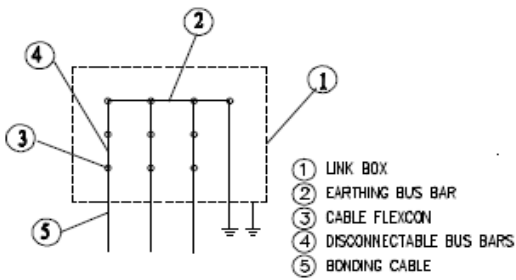 2
4
1
3
5
1 LINK BOX
2 EARTHING BUS BAR
3 CABLE FLEXCON
4 DISCONNECTABLE BUS BARS
5 BONDING CABLE